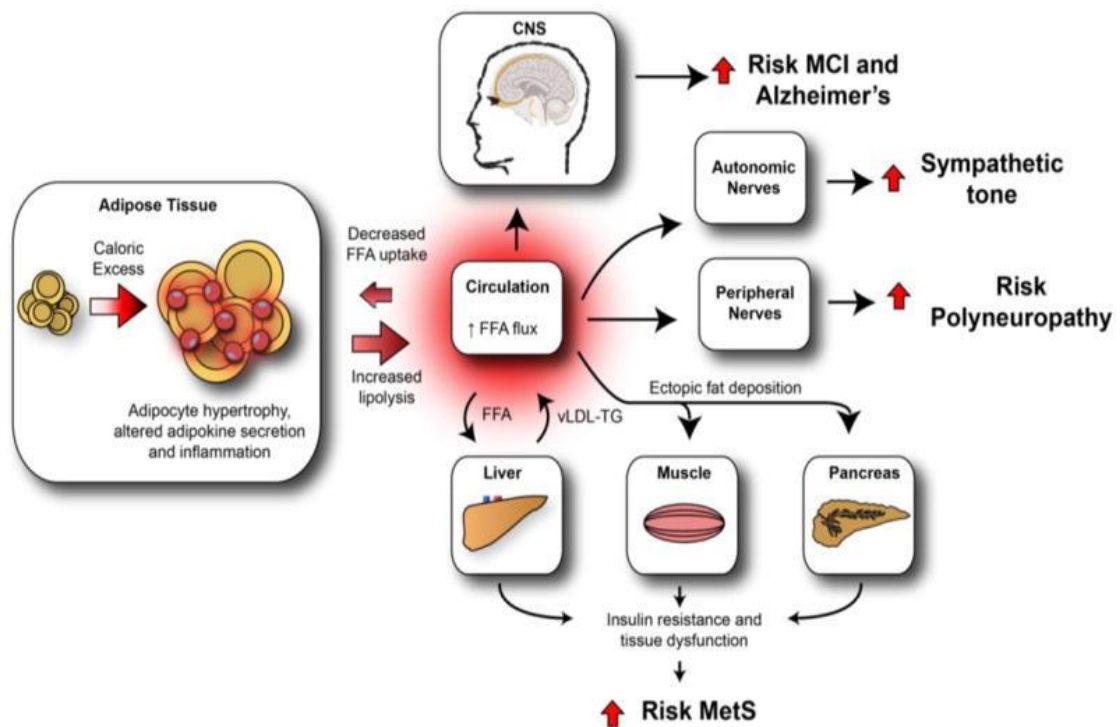 CNS
Risk MCI and
Alzheimer's
Autonomic
Nerves
Sympathetic
tone
Adipose Tissue
Caloric
Excess
Decreased
FFA uptake
Circulation
↑ FFA flux
Peripheral
Nerves
Risk
Polyneuropathy
Increased
lipolysis
Adipocyte hypertrophy,
altered adipokine secretion
and inflammation
Ectopic fat deposition
FFA
vLDL-TG
Liver
Muscle
Pancreas
Insulin resistance and
tissue dysfunction
Risk MetS